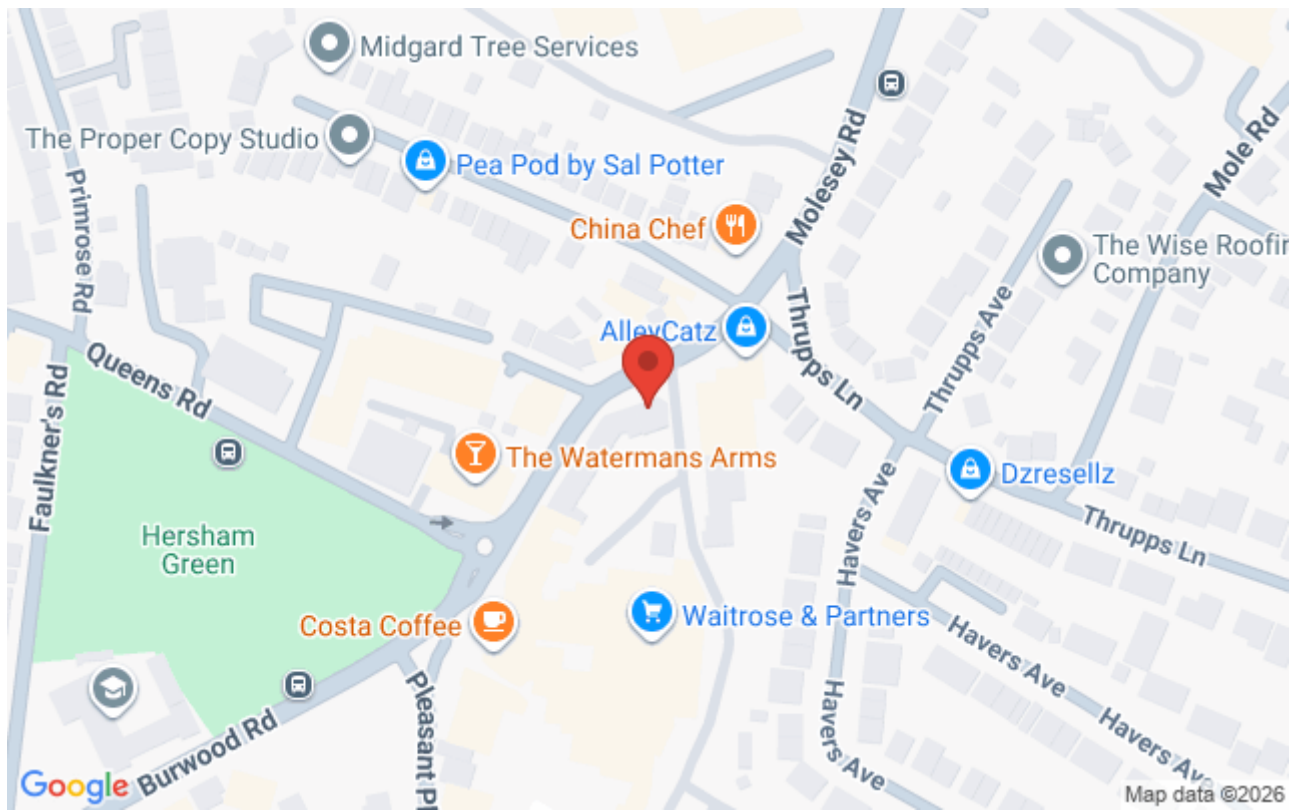 Midgard Tree Services
The Proper Copy Studio
Pea Pod by Sal Potter
China Chef
Molesey Rd
Mole Rd
The Wise Roofin
Company
Primrose Rd
AlleyCatz
Thrupps Ln
Thrupps Ave
Queens Rd
Faulkner's Rd
The Watermans Arms
Dzresellz
Hersham
Green
Havers Ave
Thrupps Ln
Costa Coffee
Waitrose & Partners
Havers Ave
Pleasant Pl
Havers Ave
Havers Ave
Burwood Rd
Google
Map data ©2026